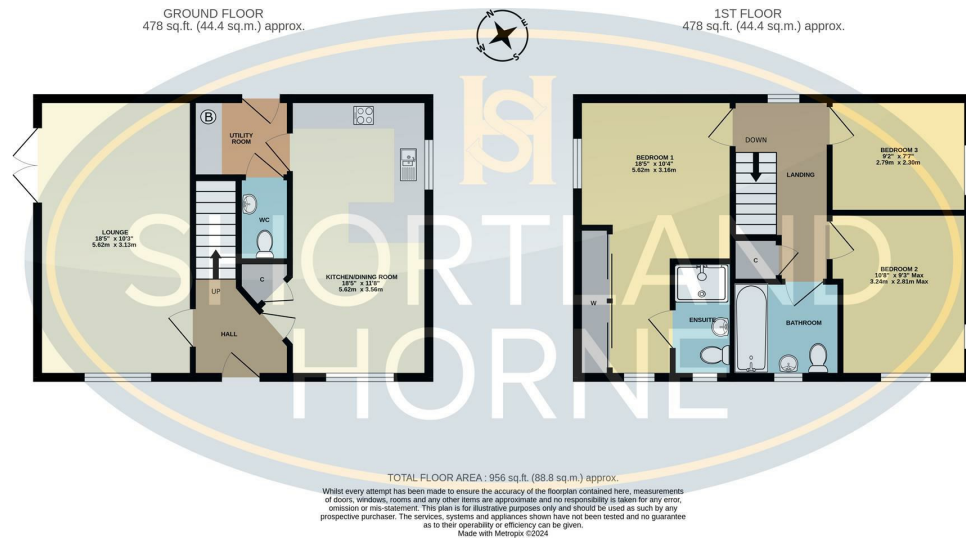 GROUND FLOOR
478 sq.ft. (44.4 sq.m.) approx.
1ST FLOOR
478 sq.ft. (44.4 sq.m.) approx.
N
E
S
W
HS
B
UTILITY
ROOM
LOUNGE
18'5" x 10'3"
5.62m x 3.13m
WC
UP
C
HALL
KITCHEN/DINING ROOM
18'5" x 11'8"
5.62m x 3.56m
BEDROOM 1
18'5" x 10'4"
5.62m x 3.16m
DOWN
LANDING
BEDROOM 3
9'2" x 7'7"
2.79m x 2.30m
BEDROOM 2
10'8" x 9'3" Max
3.24m x 2.81m Max
W
ENSUITE
C
BATHROOM
SHORTLAND
HORNE
TOTAL FLOOR AREA : 956 sq.ft. (88.8 sq.m.) approx.
Whilst every attempt has been made to ensure the accuracy of the floorplan contained here, measurements
of doors, windows, rooms and any other items are approximate and no responsibility is taken for any error,
omission or mis-statement. This plan is for illustrative purposes only and should be used as such by any
prospective purchaser. The services, systems and appliances shown have not been tested and no guarantee
as to their operability or efficiency can be given.
Made with Metropix ©2024